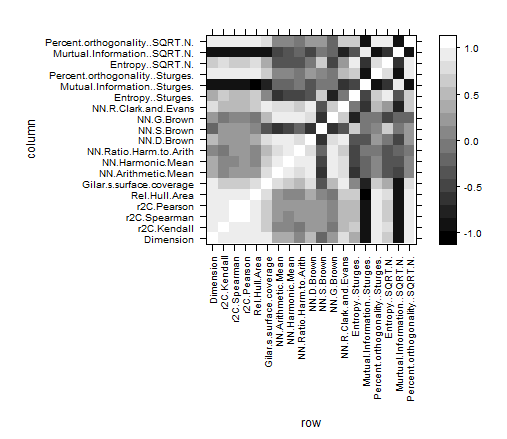 Percent.orthogonality..SQRT.N.
Murtual.Information..SQRT.N.
Entropy..SQRT.N.
Percent.orthogonality..Sturges.
Mutual.Information..Sturges.
Entropy..Sturges.
NN.R.Clark.and.Evans
NN.G.Brown
NN.S.Brown
NN.D.Brown
NN.Ratio.Harm.to.Arith
NN.Harmonic.Mean
NN.Arithmetic.Mean
Gilar.s.surface.coverage
Rel.Hull.Area
r2C.Pearson
r2C.Spearman
r2C.Kendall
Dimension
column
1.0
0.5
0.0
-0.5
-1.0
Dimension
r2C.Kendall
r2C.Spearman
r2C.Pearson
Rel.Hull.Area
Gilar.s.surface.coverage
NN.Arithmetic.Mean
NN.Harmonic.Mean
NN.Ratio.Harm.to.Arith
NN.D.Brown
NN.S.Brown
NN.G.Brown
NN.R.Clark.and.Evans
Entropy..Sturges.
Mutual.Information..Sturges.
Percent.orthogonality..Sturges.
Entropy..SQRT.N.
Murtual.Information..SQRT.N.
Percent.orthogonality..SQRT.N.
row